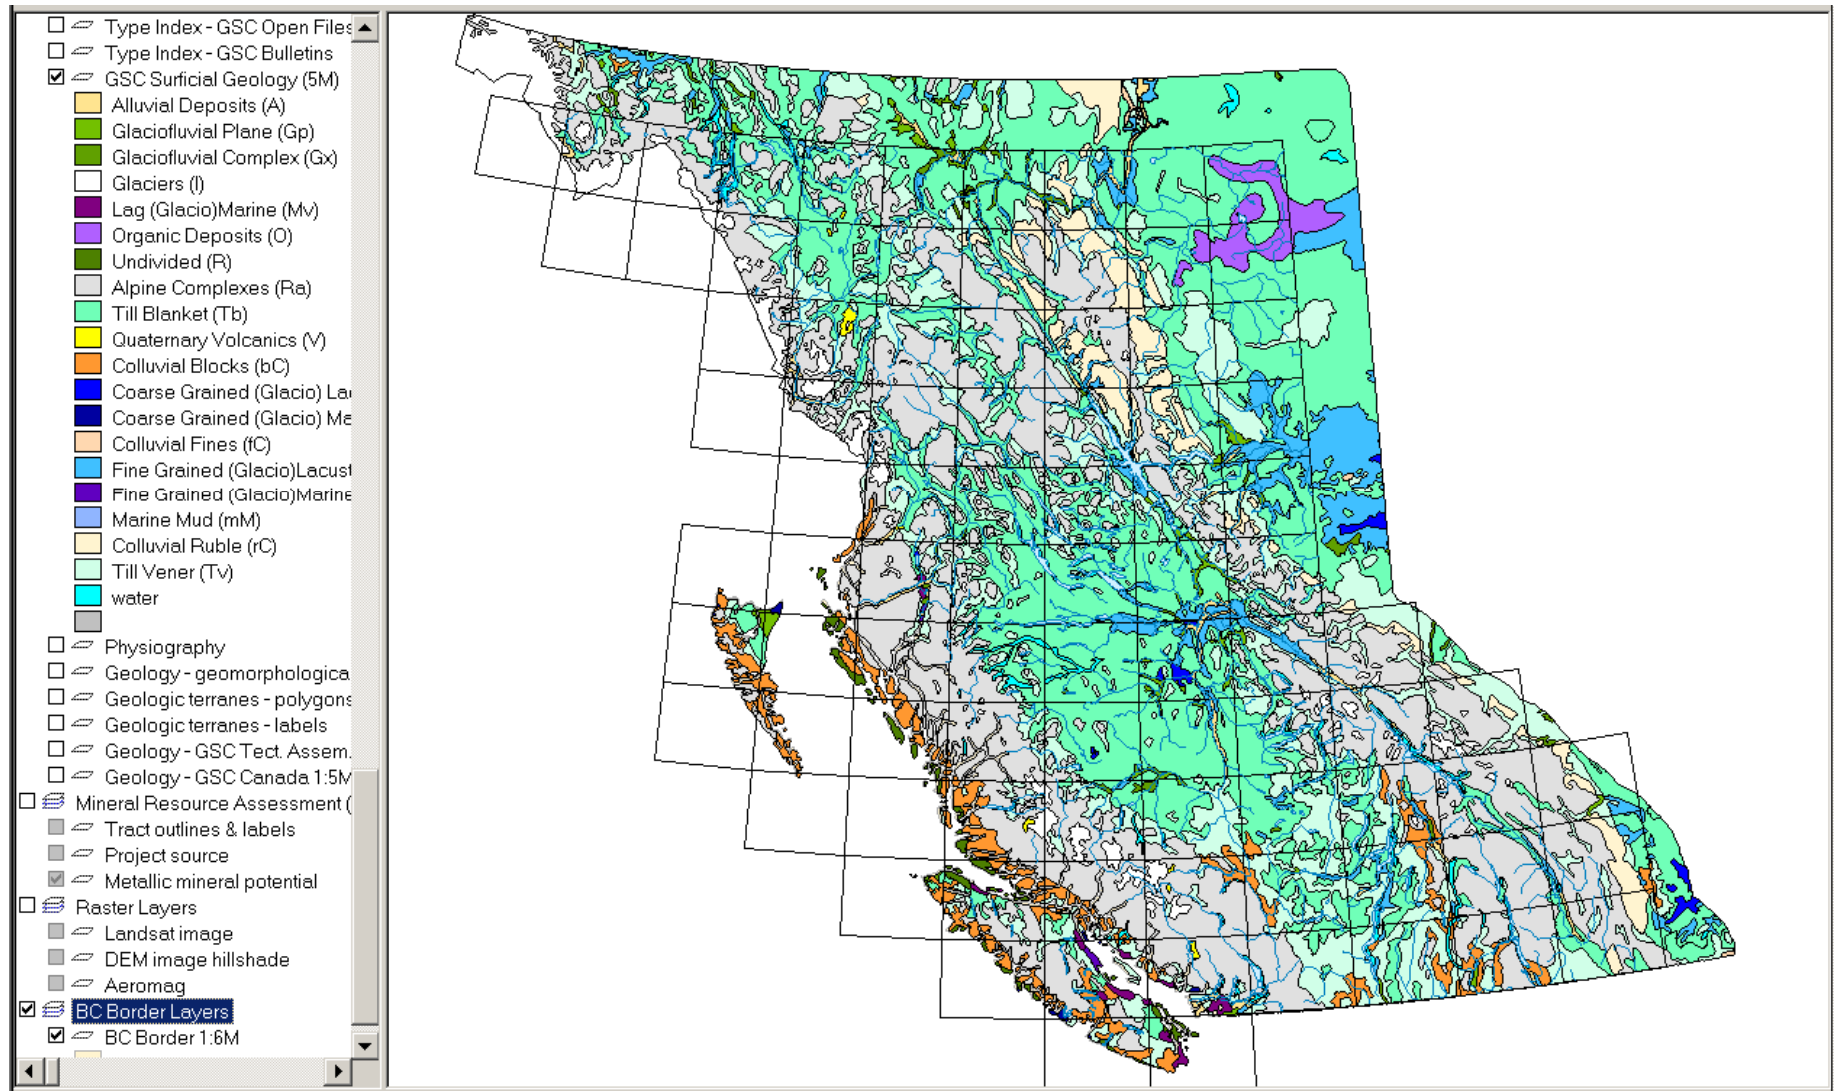 Type Index - GSC Open Files
Type Index - GSC Bulletins
GSC Surficial Geology (5M)
Alluvial Deposits (A)
Glaciofluvial Plane (Gp)
Glaciofluvial Complex (Gx)
Glaciers (I)
Lag (Glacio)Marine (Mv)
Organic Deposits (O)
Undivided (R)
Alpine Complexes (Ra)
Till Blanket (Tb)
Quaternary Volcanics (V)
Colluvial Blocks (bC)
Coarse Grained (Glacio) La
Coarse Grained (Glacio) Ma
Colluvial Fines (fC)
Fine Grained (Glacio)Lacust
Fine Grained (Glacio)Marine
Marine Mud (mM)
Colluvial Ruble (rC)
Till Vener (Tv)
water
Physiography
Geology - geomorphologica
Geologic terranes - polygons
Geologic terranes - labels
Geology - GSC Tect. Assem.
Geology - GSC Canada 1:5M
Mineral Resource Assessment (
Tract outlines & labels
Project source
Metallic mineral potential
Raster Layers
Landsat image
DEM image hillshade
Aeromag
BC Border Layers
BC Border 1:6M